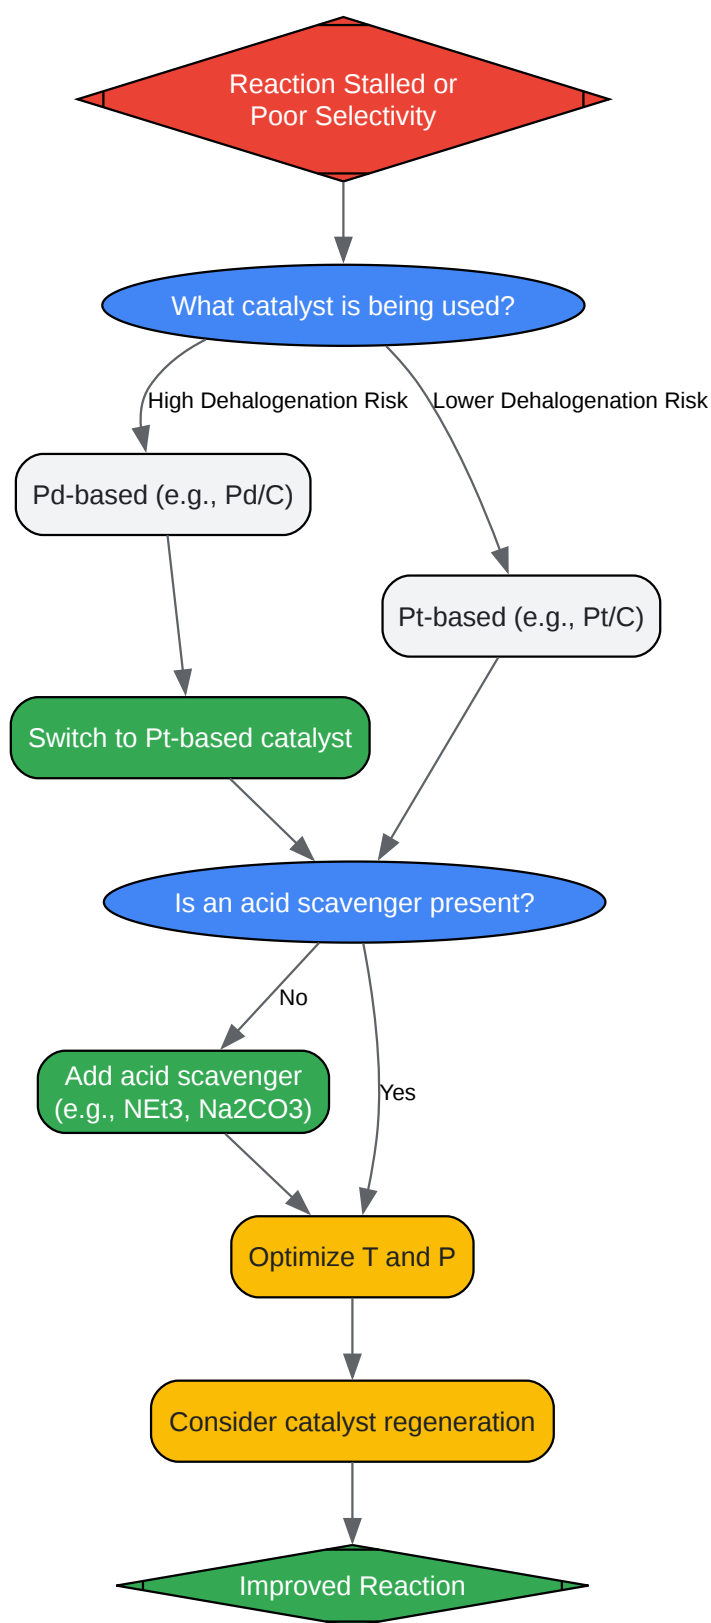 Reaction Stalled or
Poor Selectivity
What catalyst is being used?
High Dehalogenation Risk
Lower Dehalogenation Risk
Pd-based (e.g., Pd/C)
Pt-based (e.g., Pt/C)
Switch to Pt-based catalyst
Is an acid scavenger present?
No
Add acid scavenger
(e.g., NEt3, Na2CO3)
Yes
Optimize T and P
Consider catalyst regeneration
Improved Reaction